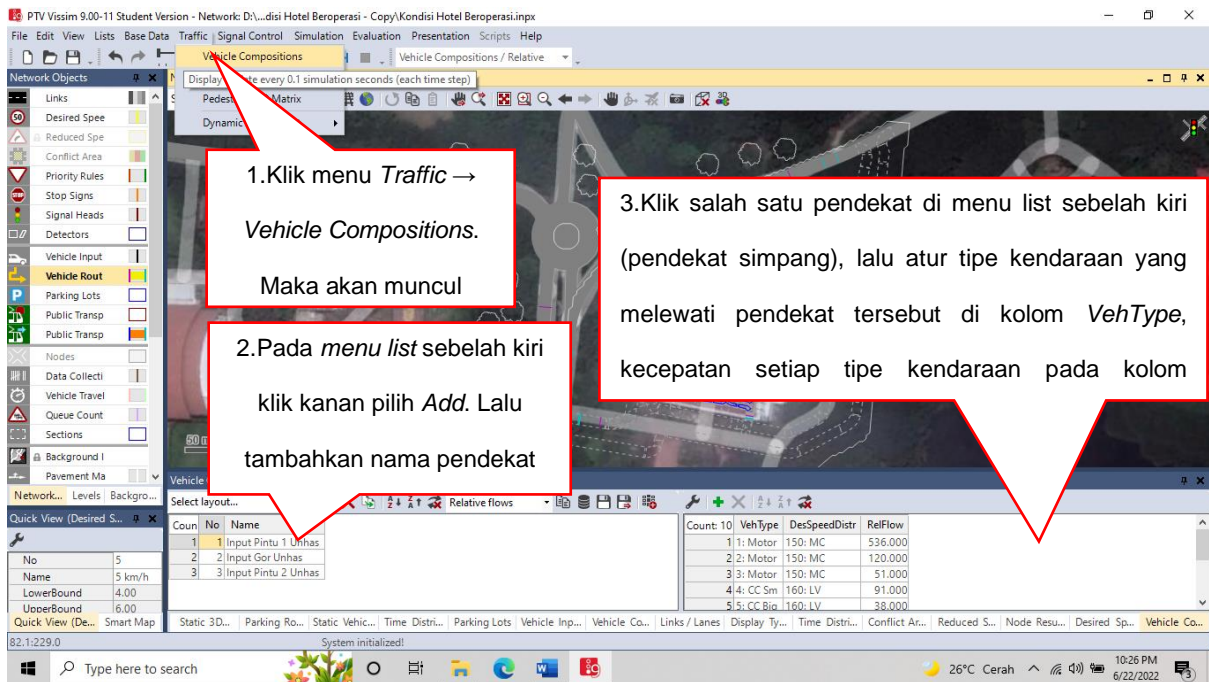 PTV Vissim 9.00-11 Student Version - Network: D:\...disi Hotel Beroperasi - Copy\Kondisi Hotel Beroperasi.inpx
File Edit View Lists Base Data Traffic Signal Control Simulation Evaluation Presentation Scripts Help
Vehicle Compositions
Vehicle Compositions / Relative
Network Objects
Display
every 0.1 simulation seconds (each time step)
Matrix
Dynamic
Links
Desired Spee
Reduced Spe
Conflict Area
Priority Rules
Stop Signs
Signal Heads
Detectors
Vehicle Input
Vehicle Rout
Parking Lots
Public Transp
Public Transp
Nodes
Data Collecti
Vehicle Travel
Queue Count
Sections
Background I
Pavement Ma
Network... Levels Backgro...
1.Klik menu Traffic →
Vehicle Compositions.
Maka akan muncul
2.Pada menu list sebelah kiri
klik kanan pilih Add. Lalu
tambahkan nama pendekat
3.Klik salah satu pendekat di menu list sebelah kiri
(pendekat simpang), lalu atur tipe kendaraan yang
melewati pendekat tersebut di kolom VehType,
kecepatan setiap tipe kendaraan pada kolom
50
Select layout...
Relative flows
Coun No Name
1 1 Input Pintu 1 Unhas
2 2 Input Gor Unhas
3 3 Input Pintu 2 Unhas
Count: 10 VehType DesSpeedDistr RelFlow
1 1: Motor 150: MC 536.000
2 2: Motor 150: MC 120.000
3 3: Motor 150: MC 51.000
4 4: CC Sm 160: LV 91.000
5 5: CC Big 160: LV 38.000
Quick View (Desired S...
No 5
Name 5 km/h
LowerBound 4.00
UpperBound 6.00
Quick View (De... Smart Map
Static 3D... Parking Ro... Static Vehic... Time Distri... Parking Lots Vehicle Inp... Vehicle Co... Links / Lanes Display Ty... Time Distri... Conflict Ar... Reduced S... Node Resu... Desired Sp... Vehicle Co...
82.1:229.0 System initialized!
Type here to search
26°C Cerah
10:26 PM
6/22/2022